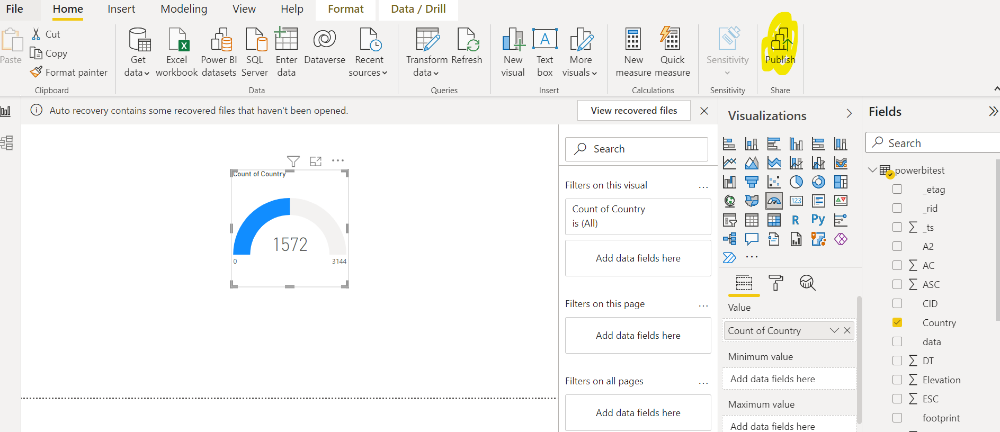 File Home Insert Modeling View Help Format Data / Drill
Paste
Cut
Copy
Format painter
Clipboard
Get
data
Excel
workbook
Power BI
datasets
SQL
Server
Enter
data
Dataverse
Recent
sources
Data
Transform
data
Refresh
Queries
New
visual
Text
box
More
visuals
Insert
New
measure
Quick
measure
Calculations
Sensitivity
Sensitivity
Publish
Share
Auto recovery contains some recovered files that haven't been opened.
View recovered files
Count of Country
1572
0
3144
Search
Filters on this visual
...
Count of Country
is (All)
Add data fields here
Filters on this page
...
Add data fields here
Filters on all pages
...
Add data fields here
Visualizations
123
R
Py
...
Value
Count of Country
Minimum value
Add data fields here
Maximum value
Add data fields here
Fields
Search
powerbitest
_etag
_rid
Σ _ts
A2
Σ AC
Σ ASC
CID
Country
data
Σ DT
Σ Elevation
Σ ESC
footprint